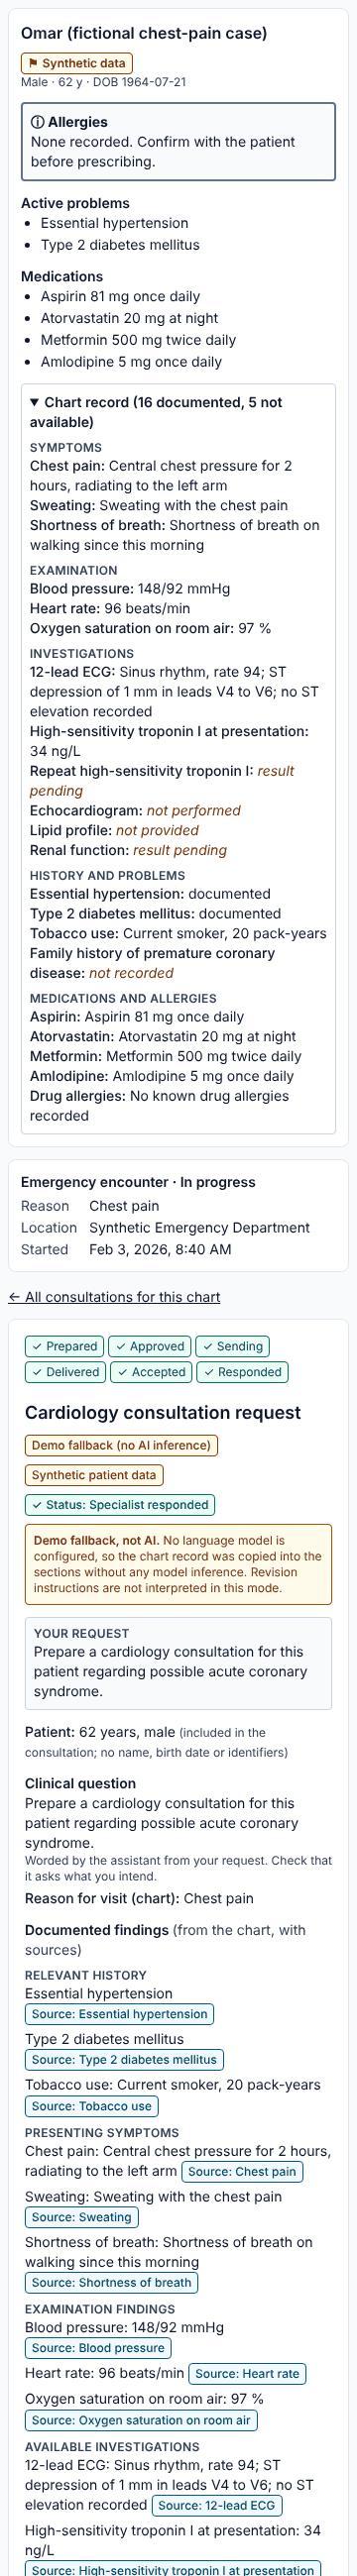 Omar (fictional chest-pain case)
⚑ Synthetic data
Male · 62 y · DOB 1964-07-21
ⓘ Allergies
None recorded. Confirm with the patient
before prescribing.
Active problems
• Essential hypertension
• Type 2 diabetes mellitus
Medications
• Aspirin 81 mg once daily
• Atorvastatin 20 mg at night
• Metformin 500 mg twice daily
• Amlodipine 5 mg once daily
▼ Chart record (16 documented, 5 not
available)
SYMPTOMS
Chest pain: Central chest pressure for 2
hours, radiating to the left arm
Sweating: Sweating with the chest pain
Shortness of breath: Shortness of breath on
walking since this morning
EXAMINATION
Blood pressure: 148/92 mmHg
Heart rate: 96 beats/min
Oxygen saturation on room air: 97 %
INVESTIGATIONS
12-lead ECG: Sinus rhythm, rate 94; ST
depression of 1 mm in leads V4 to V6; no ST
elevation recorded
High-sensitivity troponin I at presentation:
34 ng/L
Repeat high-sensitivity troponin I: result
pending
Echocardiogram: not performed
Lipid profile: not provided
Renal function: result pending
HISTORY AND PROBLEMS
Essential hypertension: documented
Type 2 diabetes mellitus: documented
Tobacco use: Current smoker, 20 pack-years
Family history of premature coronary
disease: not recorded
MEDICATIONS AND ALLERGIES
Aspirin: Aspirin 81 mg once daily
Atorvastatin: Atorvastatin 20 mg at night
Metformin: Metformin 500 mg twice daily
Amlodipine: Amlodipine 5 mg once daily
Drug allergies: No known drug allergies
recorded
Emergency encounter · In progress
Reason Chest pain
Location Synthetic Emergency Department
Started Feb 3, 2026, 8:40 AM
← All consultations for this chart
✓ Prepared ✓ Approved ✓ Sending
✓ Delivered ✓ Accepted ✓ Responded
Cardiology consultation request
Demo fallback (no AI inference)
Synthetic patient data
✓ Status: Specialist responded
Demo fallback, not AI. No language model is
configured, so the chart record was copied into the
sections without any model inference. Revision
instructions are not interpreted in this mode.
YOUR REQUEST
Prepare a cardiology consultation for this
patient regarding possible acute coronary
syndrome.
Patient: 62 years, male (included in the
consultation; no name, birth date or identifiers)
Clinical question
Prepare a cardiology consultation for this
patient regarding possible acute coronary
syndrome.
Worded by the assistant from your request. Check that
it asks what you intend.
Reason for visit (chart): Chest pain
Documented findings (from the chart, with
sources)
RELEVANT HISTORY
Essential hypertension
Source: Essential hypertension
Type 2 diabetes mellitus
Source: Type 2 diabetes mellitus
Tobacco use: Current smoker, 20 pack-years
Source: Tobacco use
PRESENTING SYMPTOMS
Chest pain: Central chest pressure for 2 hours,
radiating to the left arm Source: Chest pain
Sweating: Sweating with the chest pain
Source: Sweating
Shortness of breath: Shortness of breath on
walking since this morning
Source: Shortness of breath
EXAMINATION FINDINGS
Blood pressure: 148/92 mmHg
Source: Blood pressure
Heart rate: 96 beats/min Source: Heart rate
Oxygen saturation on room air: 97 %
Source: Oxygen saturation on room air
AVAILABLE INVESTIGATIONS
12-lead ECG: Sinus rhythm, rate 94; ST
depression of 1 mm in leads V4 to V6; no ST
elevation recorded Source: 12-lead ECG
High-sensitivity troponin I at presentation: 34
ng/L
Source: High-sensitivity troponin I at presentation